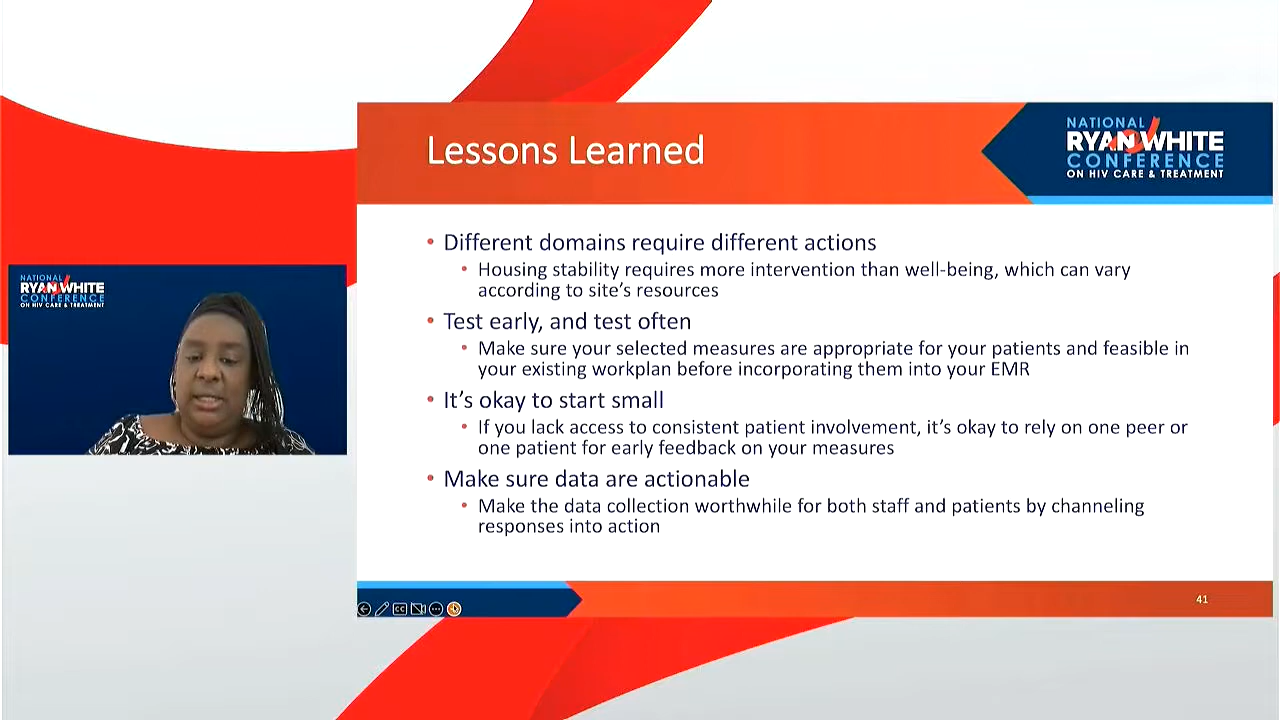 Lessons Learned
NATIONAL
RYAN WHITE
CONFERENCE
ON HIV CARE & TREATMENT
• Different domains require different actions
• Housing stability requires more intervention than well-being, which can vary
according to site's resources
• Test early, and test often
• Make sure your selected measures are appropriate for your patients and feasible in
your existing workplan before incorporating them into your EMR
• It's okay to start small
• If you lack access to consistent patient involvement, it's okay to rely on one peer or
one patient for early feedback on your measures
• Make sure data are actionable
• Make the data collection worthwhile for both staff and patients by channeling
responses into action
CC
41
NATIONAL
RYAN WHITE
CONFERENCE
ON HIV CARE & TREATMENT